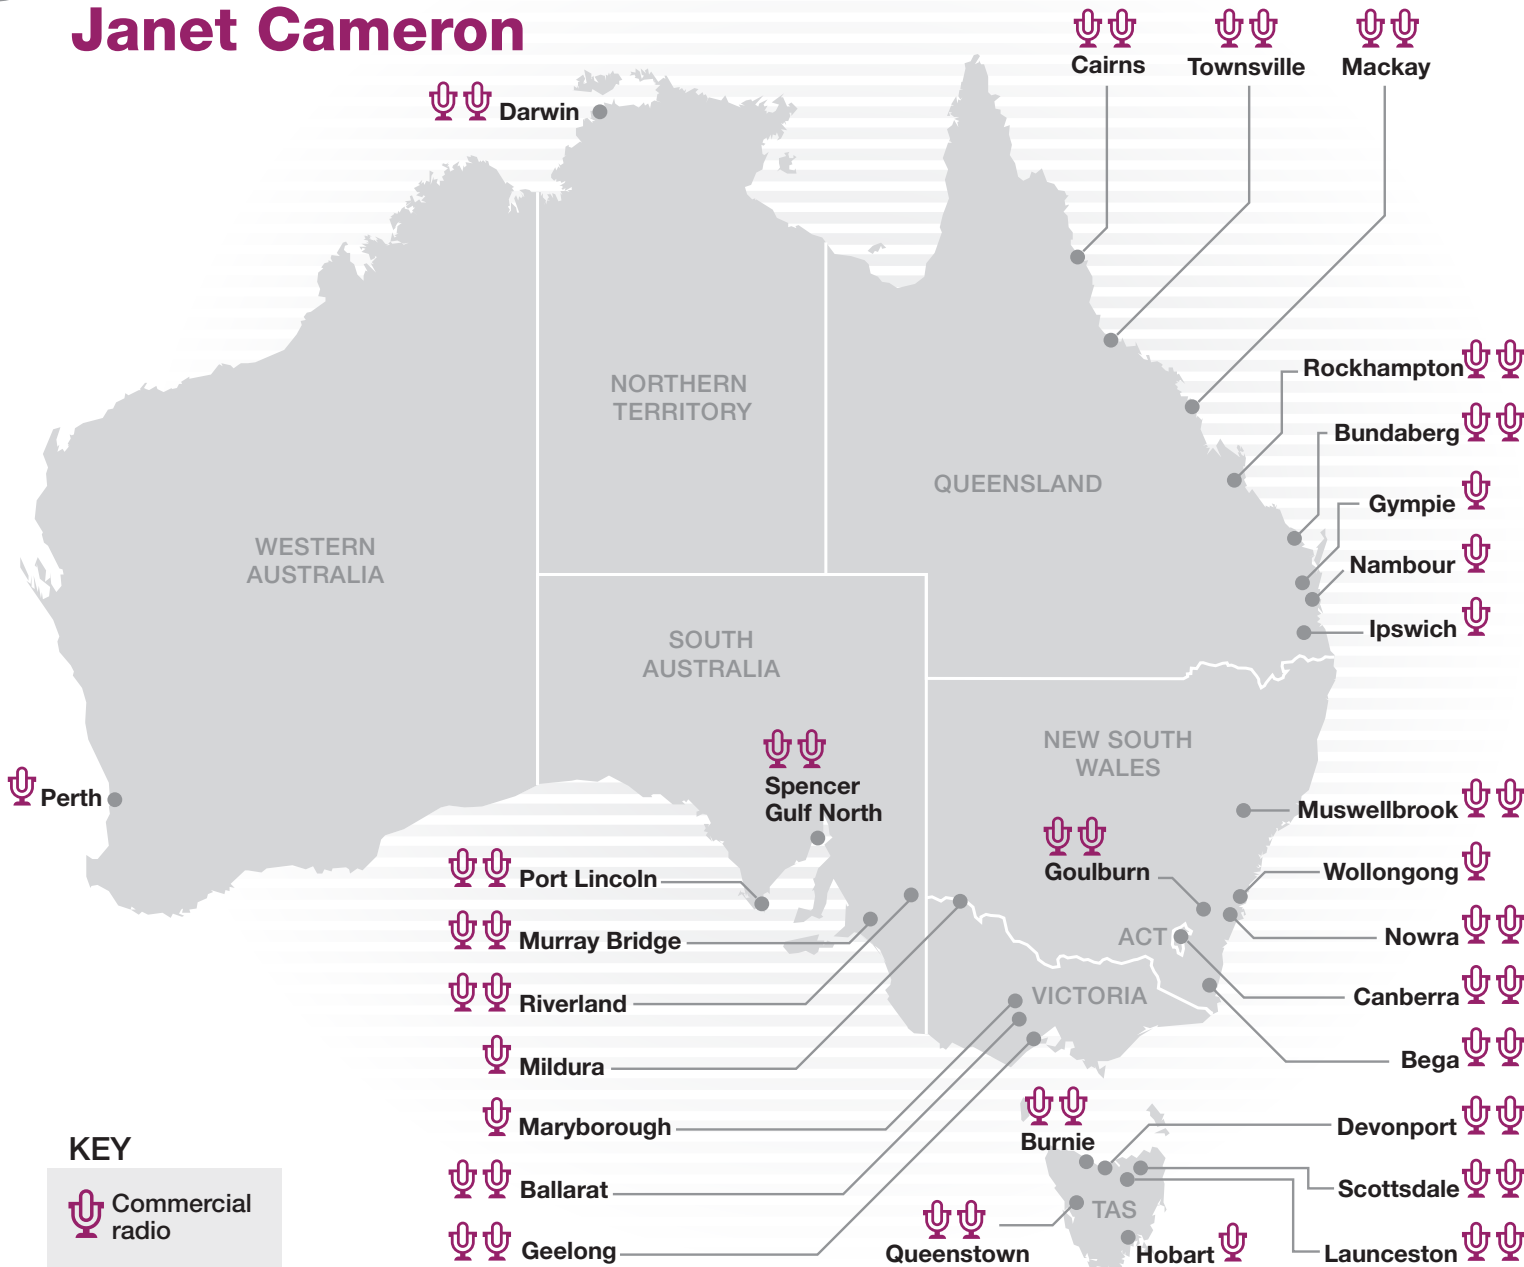 Janet Cameron
Cairns
Townsville
Mackay
Darwin
Rockhampton
Bundaberg
Gympie
Nambour
Ipswich
NORTHERN
TERRITORY
QUEENSLAND
WESTERN
AUSTRALIA
SOUTH
AUSTRALIA
NEW SOUTH
WALES
Perth
Spencer
Gulf North
Muswellbrook
Goulburn
Wollongong
Port Lincoln
Murray Bridge
ACT
Nowra
Riverland
VICTORIA
Canberra
Mildura
Bega
Maryborough
Burnie
Devonport
Ballarat
Scottsdale
TAS
Geelong
Queenstown
Hobart
Launceston
KEY
Commercial
radio